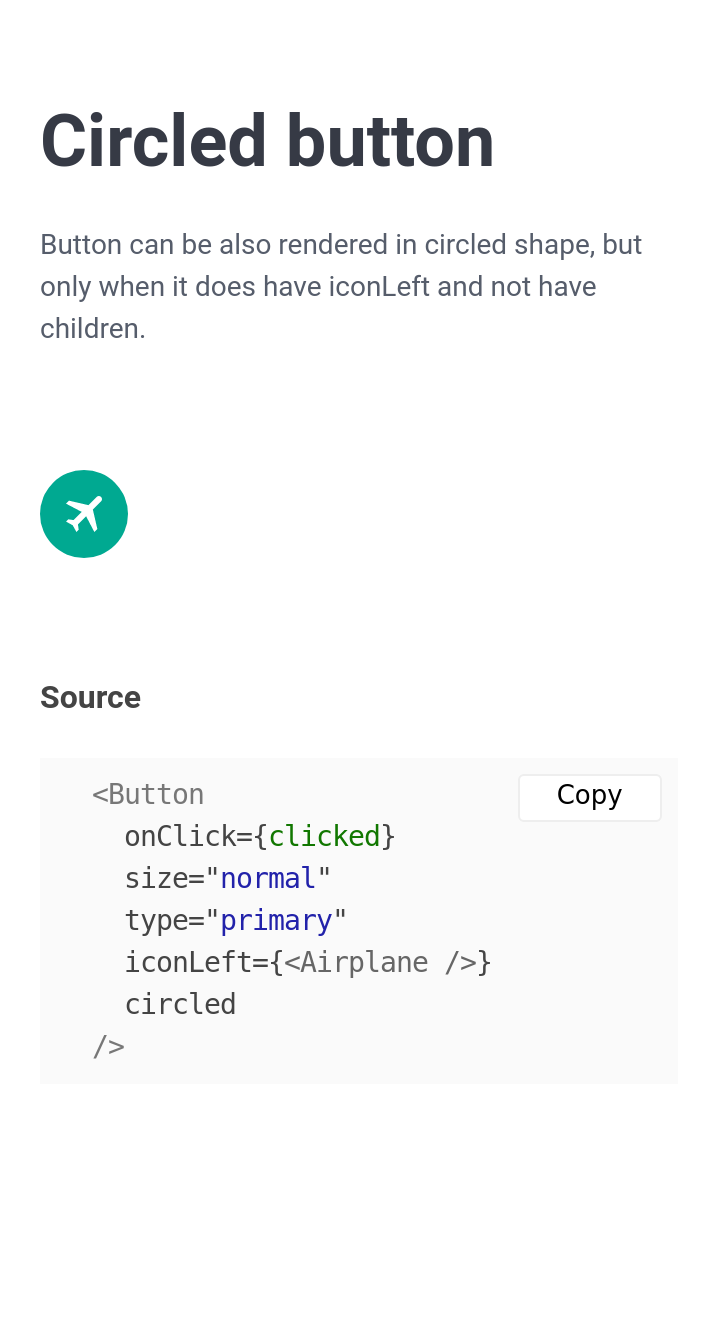 Circled button
Button can be also rendered in circled shape, but
only when it does have iconLeft and not have
children.
Source
<Button
Copy
onClick={clicked}
size="normal"
type="primary"
iconLeft={<Airplane />}
circled
/>